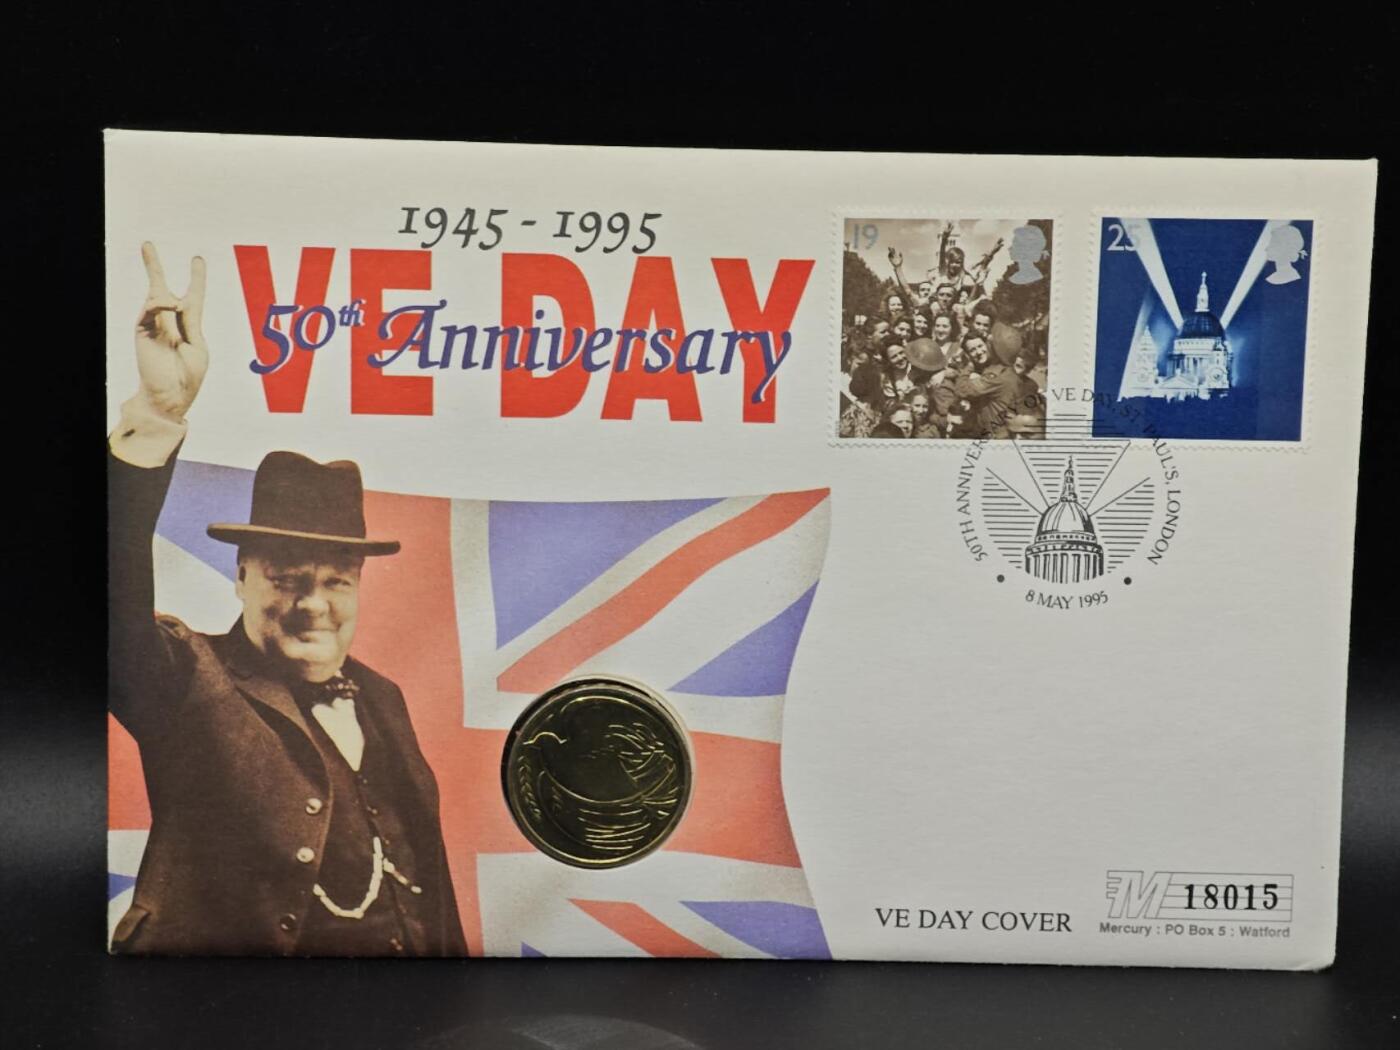 1945 - 1995
VE DAY
50th Anniversary
19
25
50TH ANNIVERSARY OF VE DAY, ST. PAUL'S, LONDON
8 MAY 1995
VE DAY COVER
M 18015
Mercury : PO Box 5 : Watford